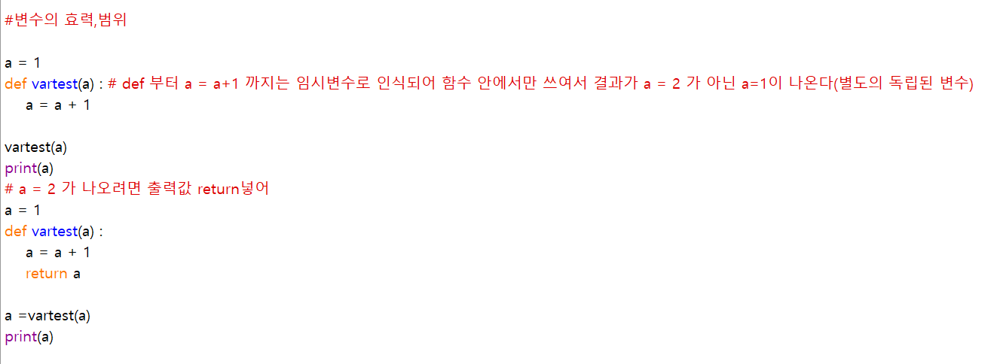 #변수의 효력,범위
a = 1
def vartest(a) : # def 부터 a = a+1 까지는 임시변수로 인식되어 함수 안에서만 쓰여서 결과가 a = 2 가 아닌 a=1이 나온다(별도의 독립된 변수)
a = a + 1
vartest(a)
print(a)
# a = 2 가 나오려면 출력값 return넣어
a = 1
def vartest(a) :
a = a + 1
return a
a =vartest(a)
print(a)